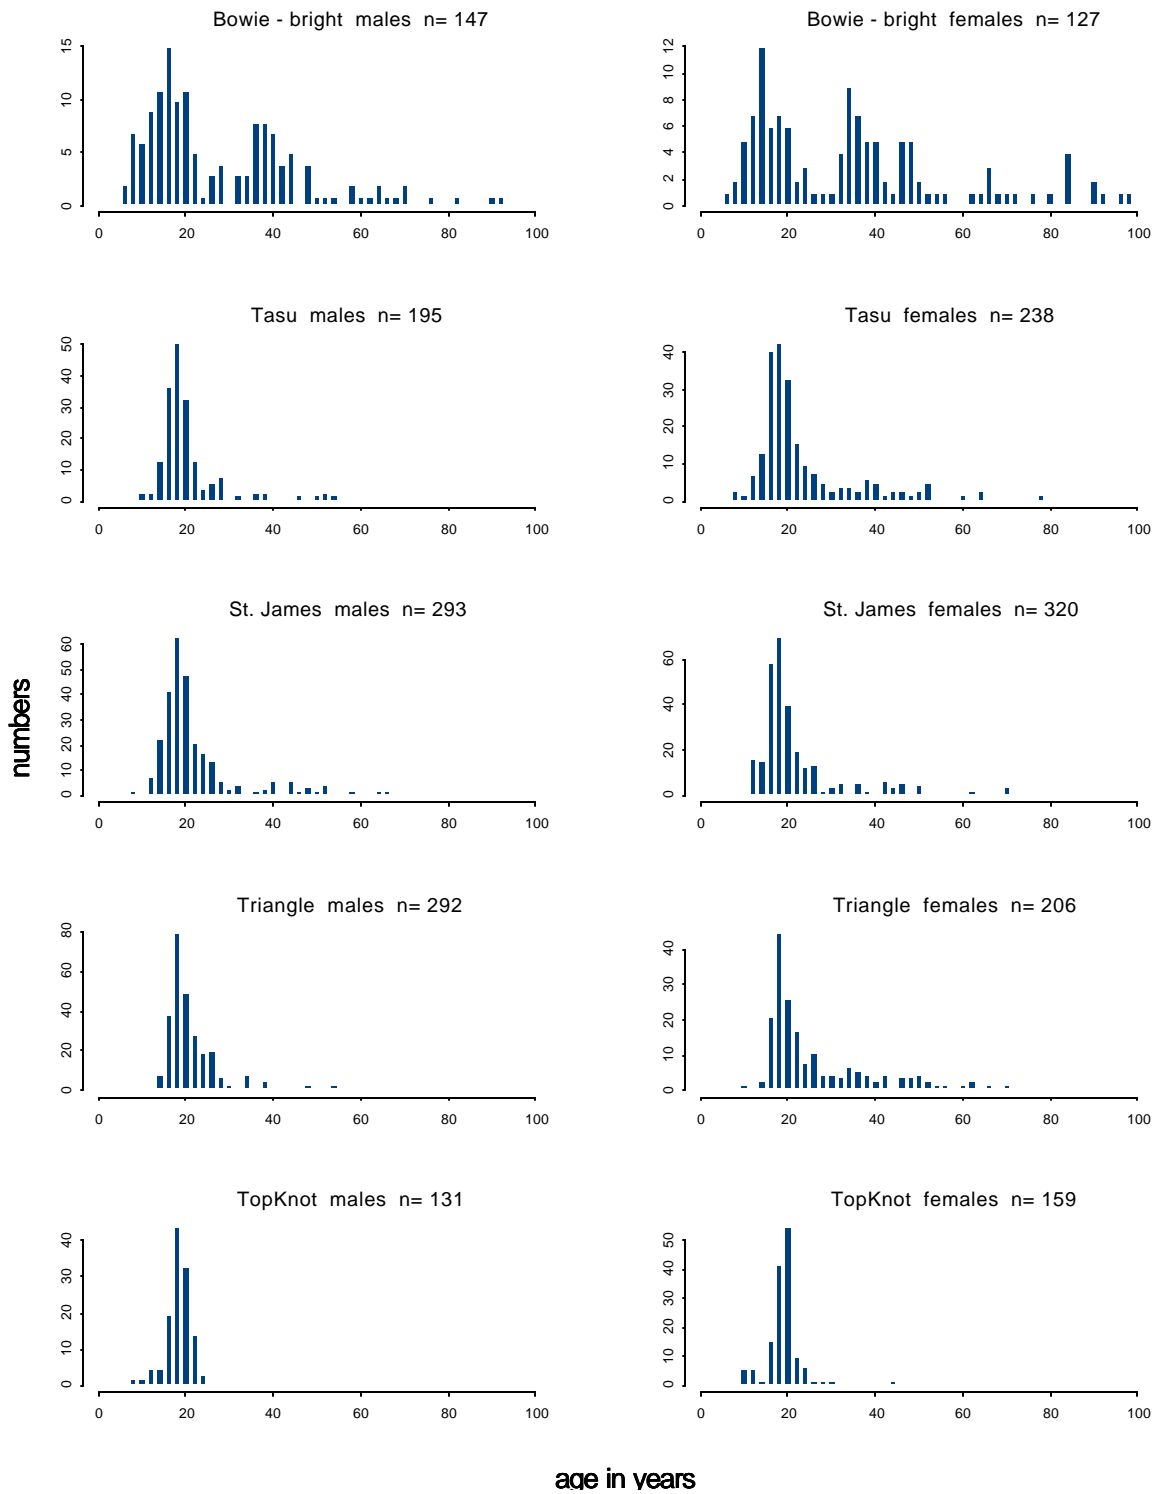 Bowie - bright males n= 147
15
10
5
0
0 20 40 60 80 100
Bowie - bright females n= 127
12
10
8
6
4
2
0
0 20 40 60 80 100
Tasu males n= 195
50
40
30
20
10
0
0 20 40 60 80 100
Tasu females n= 238
40
30
20
10
0
0 20 40 60 80 100
St. James males n= 293
60
50
40
30
20
10
0
0 20 40 60 80 100
St. James females n= 320
60
40
20
0
0 20 40 60 80 100
numbers
Triangle males n= 292
80
60
40
20
0
0 20 40 60 80 100
Triangle females n= 206
40
30
20
10
0
0 20 40 60 80 100
TopKnot males n= 131
40
30
20
10
0
0 20 40 60 80 100
TopKnot females n= 159
50
40
30
20
10
0
0 20 40 60 80 100
age in years